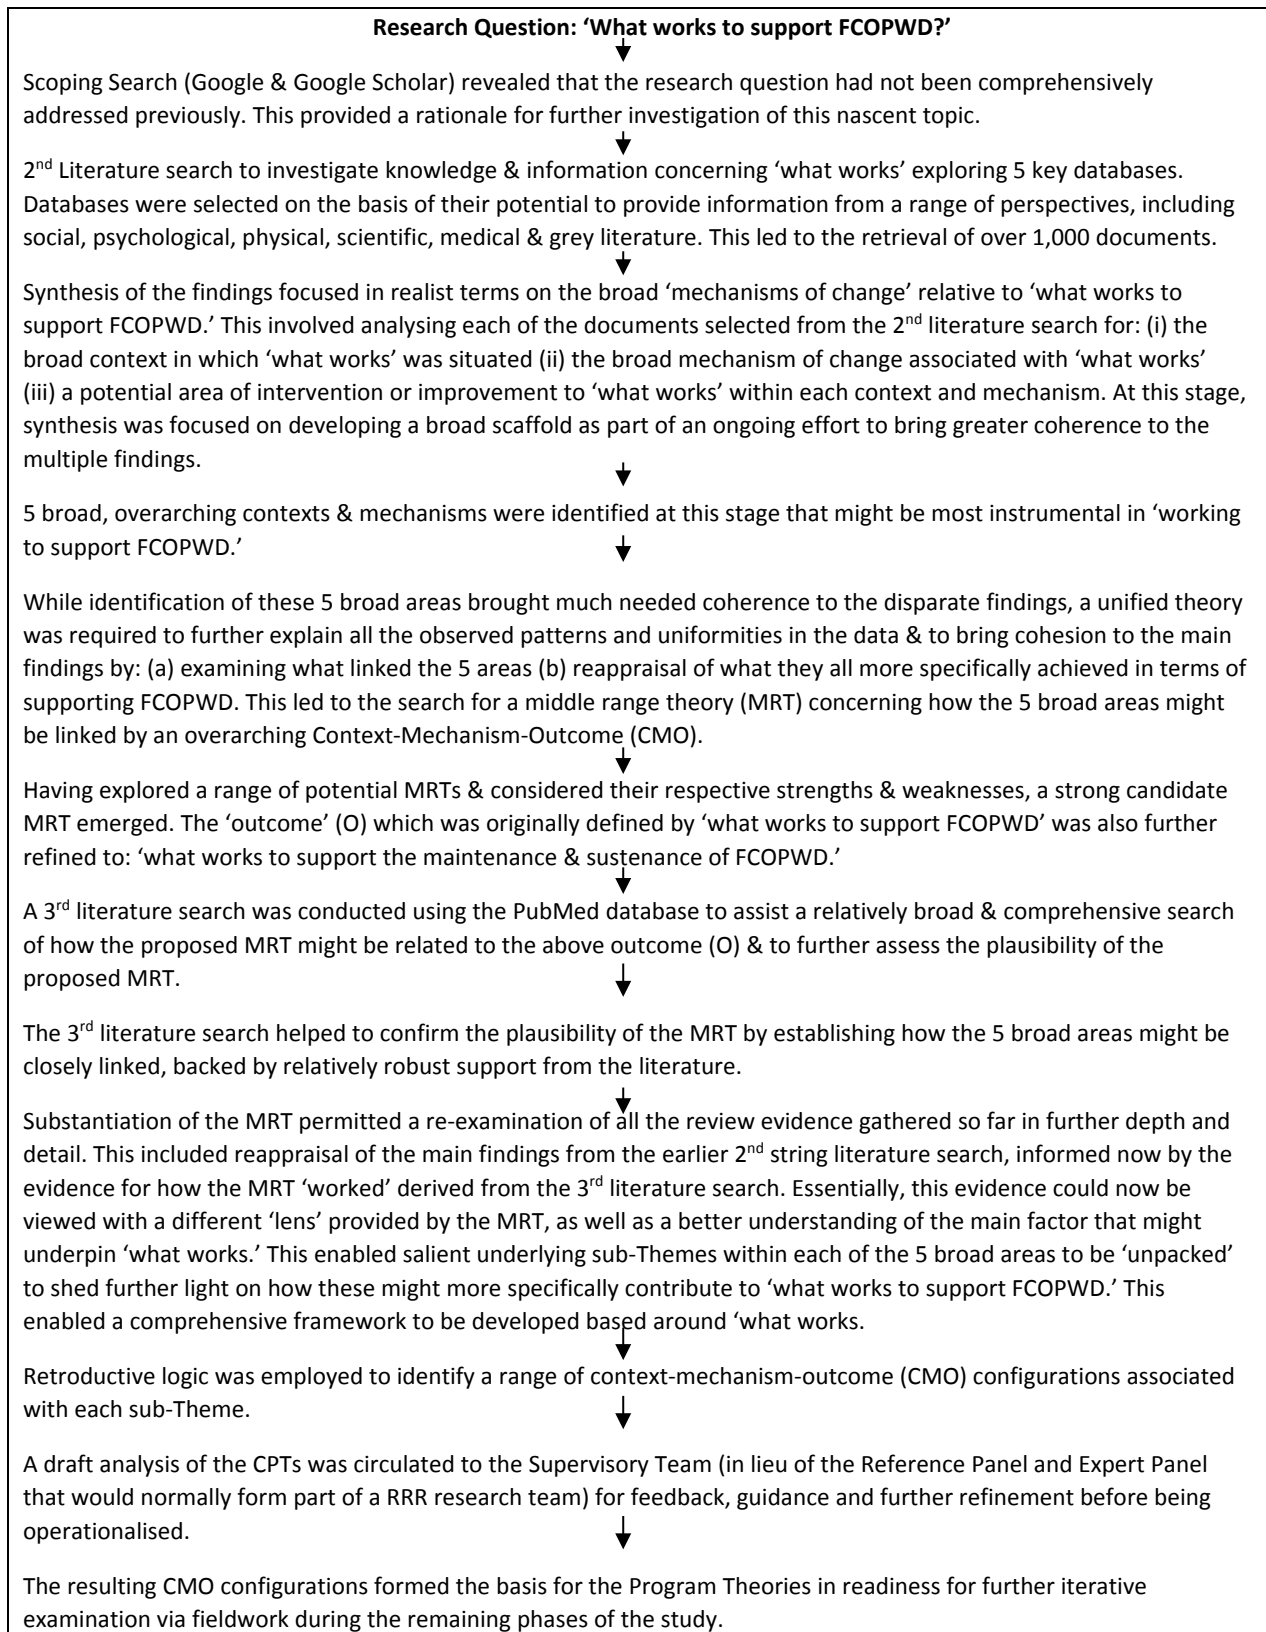 Research Question: ‘What works to support FCOPWD?’
Scoping Search (Google & Google Scholar) revealed that the research question had not been comprehensively
addressed previously. This provided a rationale for further investigation of this nascent topic.
2nd Literature search to investigate knowledge & information concerning ‘what works’ exploring 5 key databases.
Databases were selected on the basis of their potential to provide information from a range of perspectives, including
social, psychological, physical, scientific, medical & grey literature. This led to the retrieval of over 1,000 documents.
Synthesis of the findings focused in realist terms on the broad ‘mechanisms of change’ relative to ‘what works to
support FCOPWD.’ This involved analysing each of the documents selected from the 2nd literature search for: (i) the
broad context in which ‘what works’ was situated (ii) the broad mechanism of change associated with ‘what works’
(iii) a potential area of intervention or improvement to ‘what works’ within each context and mechanism. At this stage,
synthesis was focused on developing a broad scaffold as part of an ongoing effort to bring greater coherence to the
multiple findings.
5 broad, overarching contexts & mechanisms were identified at this stage that might be most instrumental in ‘working
to support FCOPWD.’
While identification of these 5 broad areas brought much needed coherence to the disparate findings, a unified theory
was required to further explain all the observed patterns and uniformities in the data & to bring cohesion to the main
findings by: (a) examining what linked the 5 areas (b) reappraisal of what they all more specifically achieved in terms of
supporting FCOPWD. This led to the search for a middle range theory (MRT) concerning how the 5 broad areas might
be linked by an overarching Context-Mechanism-Outcome (CMO).
Having explored a range of potential MRTs & considered their respective strengths & weaknesses, a strong candidate
MRT emerged. The ‘outcome’ (O) which was originally defined by ‘what works to support FCOPWD’ was also further
refined to: ‘what works to support the maintenance & sustenance of FCOPWD.’
A 3rd literature search was conducted using the PubMed database to assist a relatively broad & comprehensive search
of how the proposed MRT might be related to the above outcome (O) & to further assess the plausibility of the
proposed MRT.
The 3rd literature search helped to confirm the plausibility of the MRT by establishing how the 5 broad areas might be
closely linked, backed by relatively robust support from the literature.
Substantiation of the MRT permitted a re-examination of all the review evidence gathered so far in further depth and
detail. This included reappraisal of the main findings from the earlier 2nd string literature search, informed now by the
evidence for how the MRT ‘worked’ derived from the 3rd literature search. Essentially, this evidence could now be
viewed with a different ‘lens’ provided by the MRT, as well as a better understanding of the main factor that might
underpin ‘what works.’ This enabled salient underlying sub-Themes within each of the 5 broad areas to be ‘unpacked’
to shed further light on how these might more specifically contribute to ‘what works to support FCOPWD.’ This
enabled a comprehensive framework to be developed based around ‘what works.
Retroductive logic was employed to identify a range of context-mechanism-outcome (CMO) configurations associated
with each sub-Theme.
A draft analysis of the CPTs was circulated to the Supervisory Team (in lieu of the Reference Panel and Expert Panel
that would normally form part of a RRR research team) for feedback, guidance and further refinement before being
operationalised.
The resulting CMO configurations formed the basis for the Program Theories in readiness for further iterative
examination via fieldwork during the remaining phases of the study.